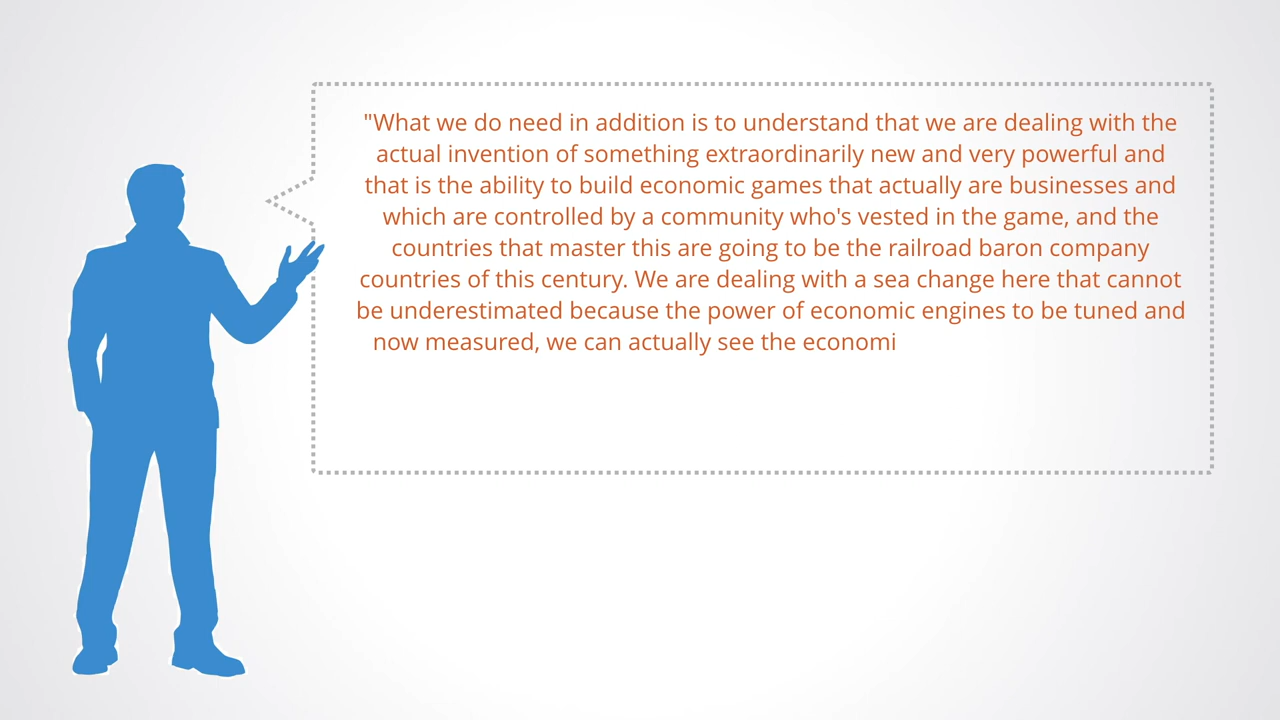 "What we do need in addition is to understand that we are dealing with the
actual invention of something extraordinarily new and very powerful and
that is the ability to build economic games that actually are businesses and
which are controlled by a community who's vested in the game, and the
countries that master this are going to be the railroad baron company
countries of this century. We are dealing with a sea change here that cannot
be underestimated because the power of economic engines to be tuned and
now measured, we can actually see the economi